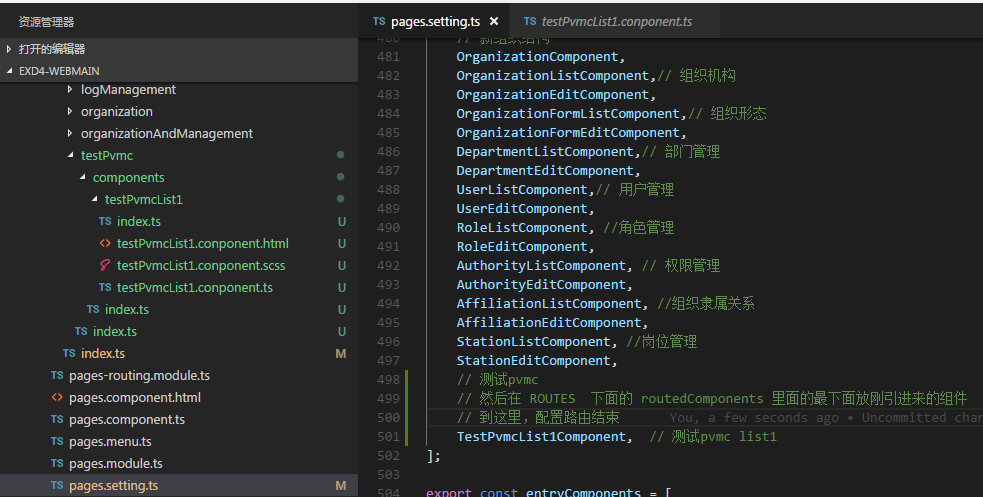 资源管理器
打开的编辑器
EXD4-WEBMAIN
logManagement
organization
organizationAndManagement
testPvmc
components
testPvmcList1
TS index.ts U
<> testPvmcList1.conponent.html U
testPvmcList1.conponent.scss U
TS testPvmcList1.conponent.ts U
TS index.ts U
TS index.ts U
TS index.ts M
TS pages-routing.module.ts
<> pages.component.html
TS pages.component.ts
TS pages.menu.ts
TS pages.module.ts
TS pages.setting.ts M
TS pages.setting.ts ×
TS testPvmcList1.conponent.ts
480 // 新组织结构
481 OrganizationComponent,
482 OrganizationListComponent,// 组织机构
483 OrganizationEditComponent,
484 OrganizationFormListComponent,// 组织形态
485 OrganizationFormEditComponent,
486 DepartmentListComponent,// 部门管理
487 DepartmentEditComponent,
488 UserListComponent,// 用户管理
489 UserEditComponent,
490 RoleListComponent, //角色管理
491 RoleEditComponent,
492 AuthorityListComponent, // 权限管理
493 AuthorityEditComponent,
494 AffiliationListComponent, //组织隶属关系
495 AffiliationEditComponent,
496 StationListComponent, //岗位管理
497 StationEditComponent,
498 // 测试pvmc
499 // 然后在 ROUTES 下面的 routedComponents 里面的最下面放刚引进来的组件
500 // 到这里，配置路由结束 You, a few seconds ago • Uncommitted chan
501 TestPvmcList1Component, // 测试pvmc list1
502 ];
503
504 export const entryComponents = [